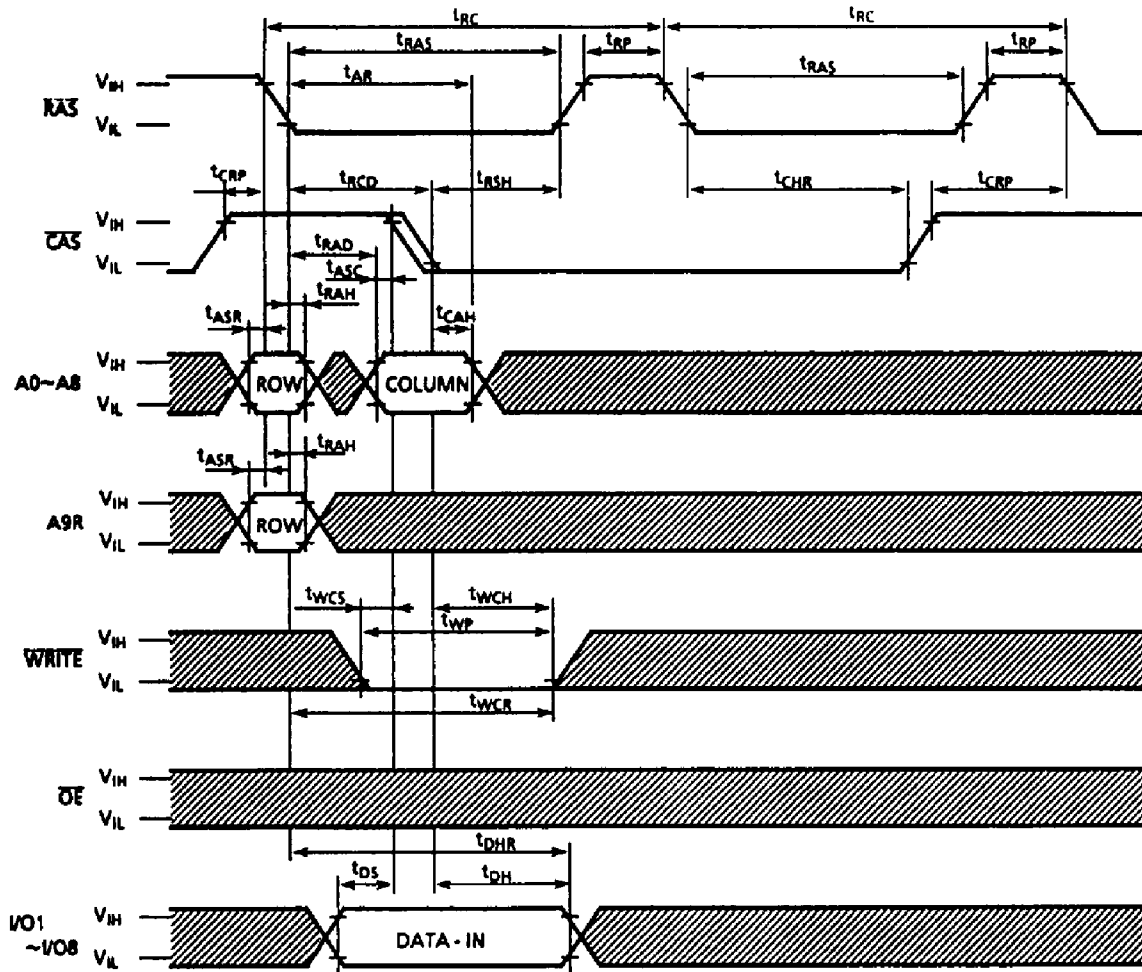 tRC tRC
tRAS tRP tRAS tRP
tAR
RAS VIH
VIL
tCRP tRCD tRSH tCHR tCRP
CAS VIH
VIL
tRAD
tASC
tASR tRAH tCAH
A0~A8 VIH
VIL
ROW COLUMN
tASR tRAH
A9R VIH
VIL
ROW
tWCS tWCH
tWP
WRITE VIH
VIL
tWCR
OE VIH
VIL
tDHR
tDS tDH
I/O1
~I/O8
VIH
VIL
DATA-IN